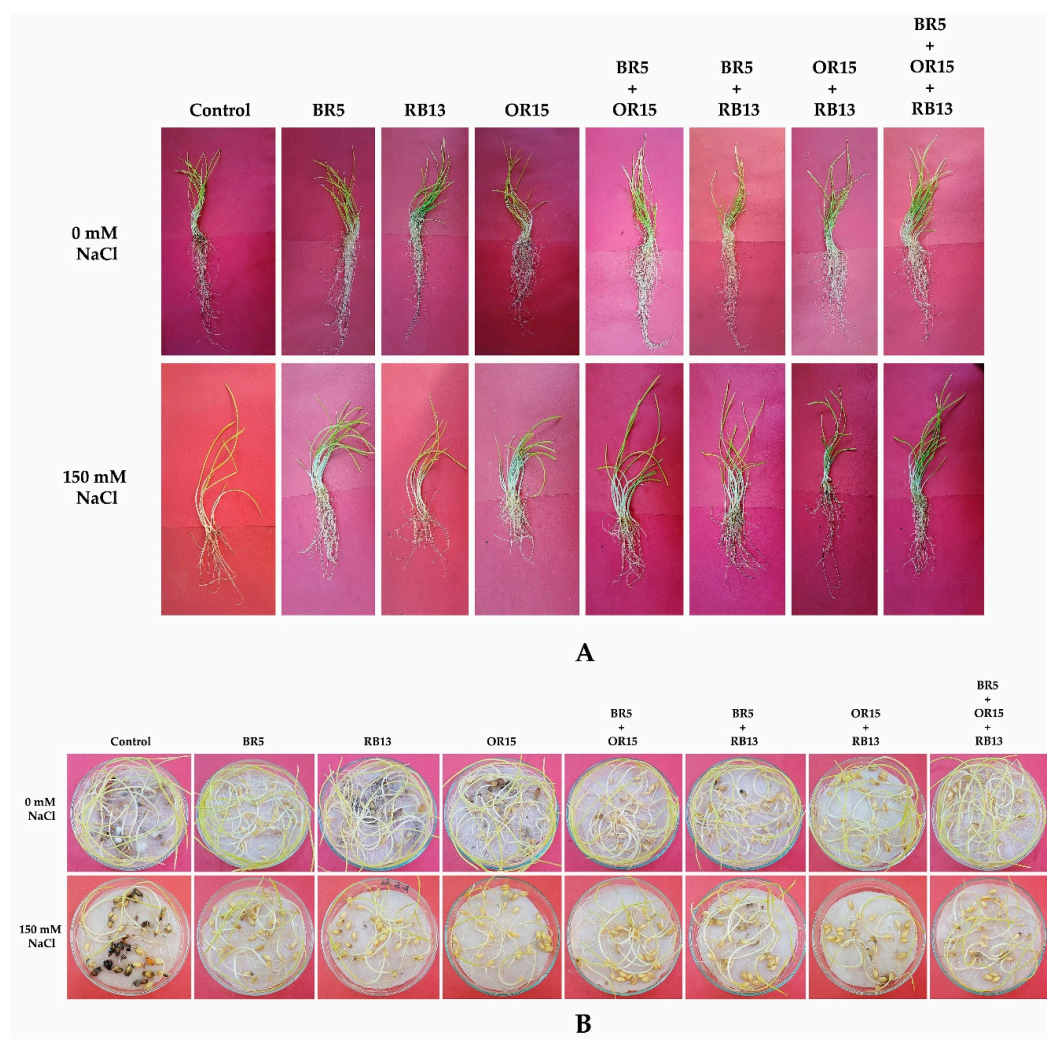 BR5
+
OR15
+
RB13
BR5
+
OR15
BR5
+
RB13
OR15
+
RB13
Control
BR5
RB13
OR15
0 mM
NaCl
150 mM
NaCl
A
BR5
+
OR15
+
RB13
BR5
+
OR15
BR5
+
RB13
OR15
+
RB13
Control
BR5
RB13
OR15
0 mM
NaCl
150 mM
NaCl
B